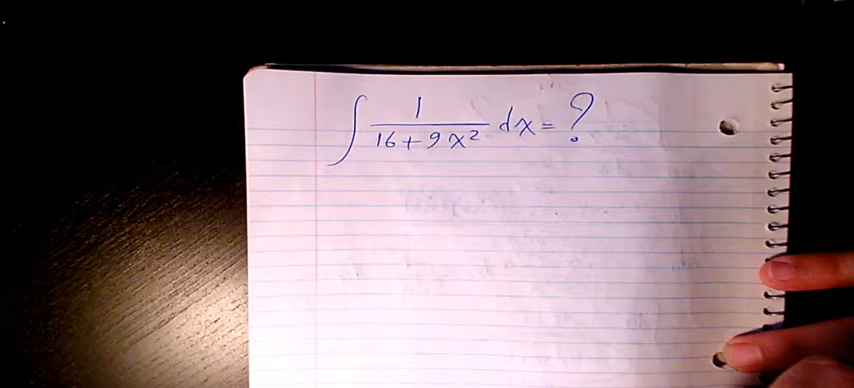 ∫ 1/(16+9x²) dx = ?